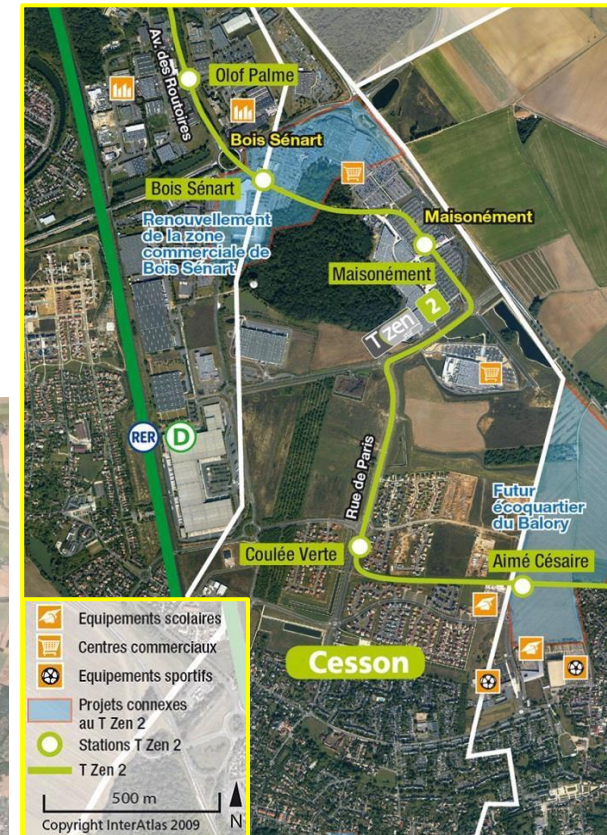 Av. des Routoires
Olof Palme
Bois Sénart
Bois Sénart
Renouvellement
de la zone
commerciale de
Bois Sénart
Maisonément
Maisonément
T zen 2
RER D
Rue de Paris
Futur
écoquartier
du Balory
Coulée Verte
Aimé Césaire
Cesson
Equipements scolaires
Centres commerciaux
Equipements sportifs
Projets connexes
au T Zen 2
Stations T Zen 2
T Zen 2
500 m
N
Copyright InterAtlas 2009